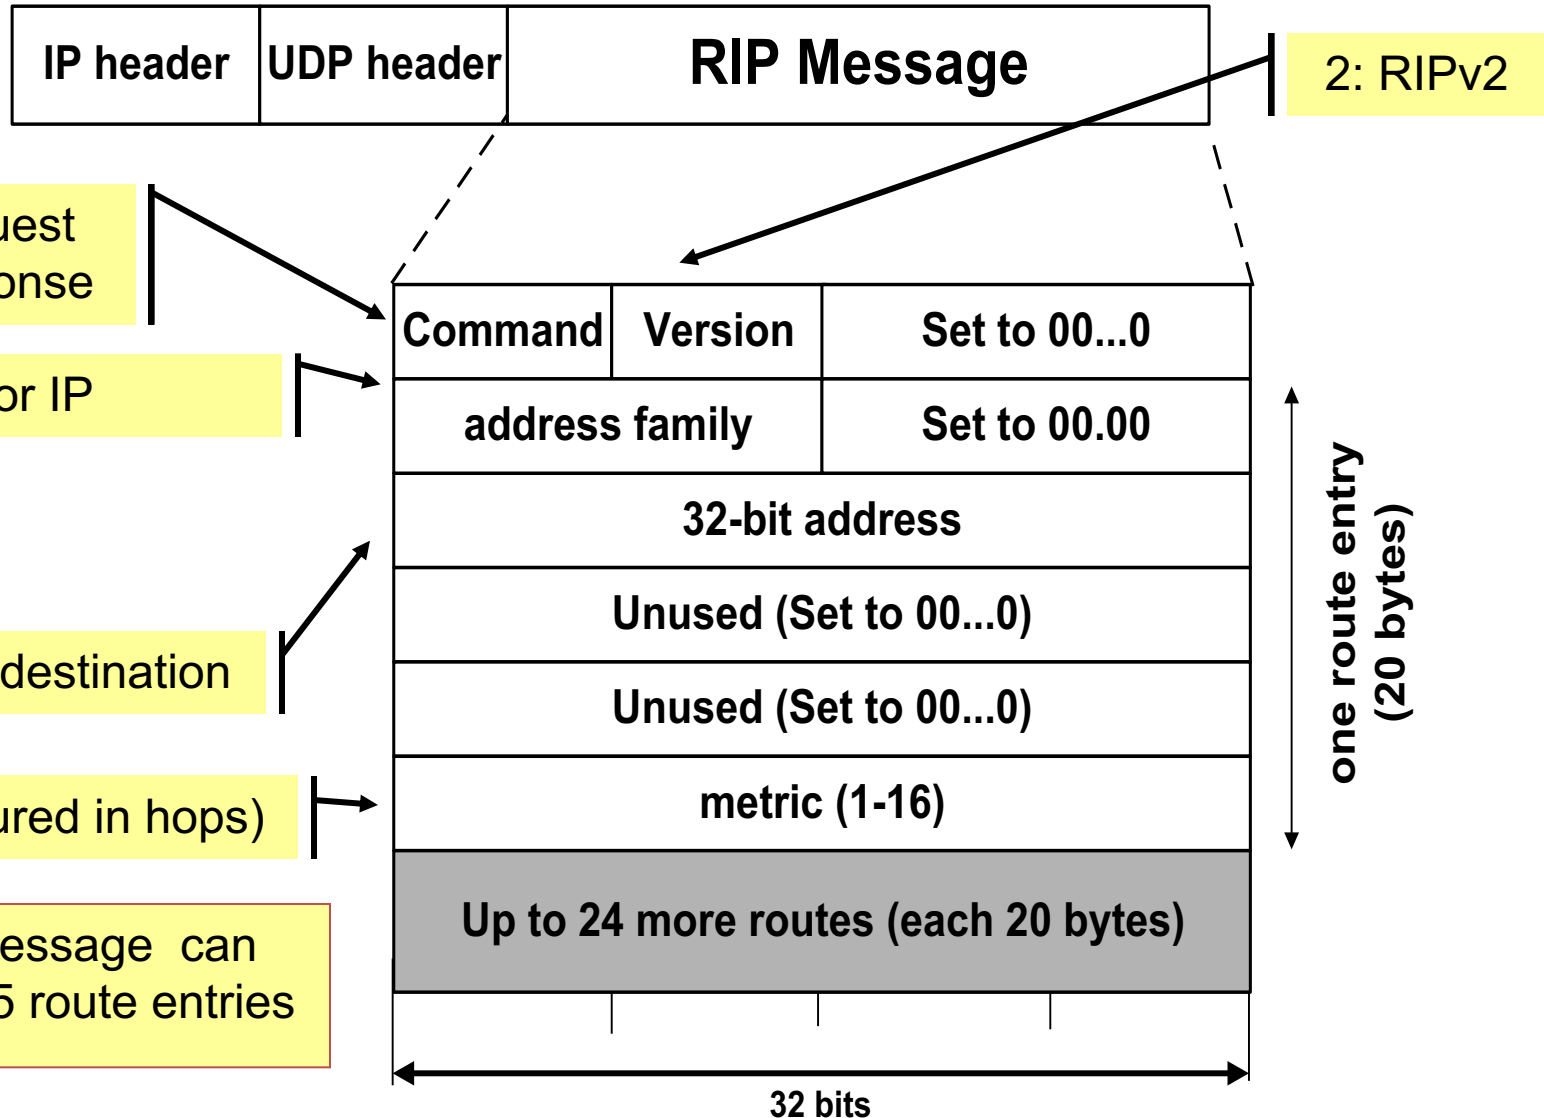 IP header
UDP header
RIP Message
2: RIPv2
uest
onse
Command
Version
Set to 00...0
or IP
address family
Set to 00.00
32-bit address
Unused (Set to 00...0)
destination
Unused (Set to 00...0)
ured in hops)
metric (1-16)
one route entry
(20 bytes)
essage can
5 route entries
Up to 24 more routes (each 20 bytes)
32 bits